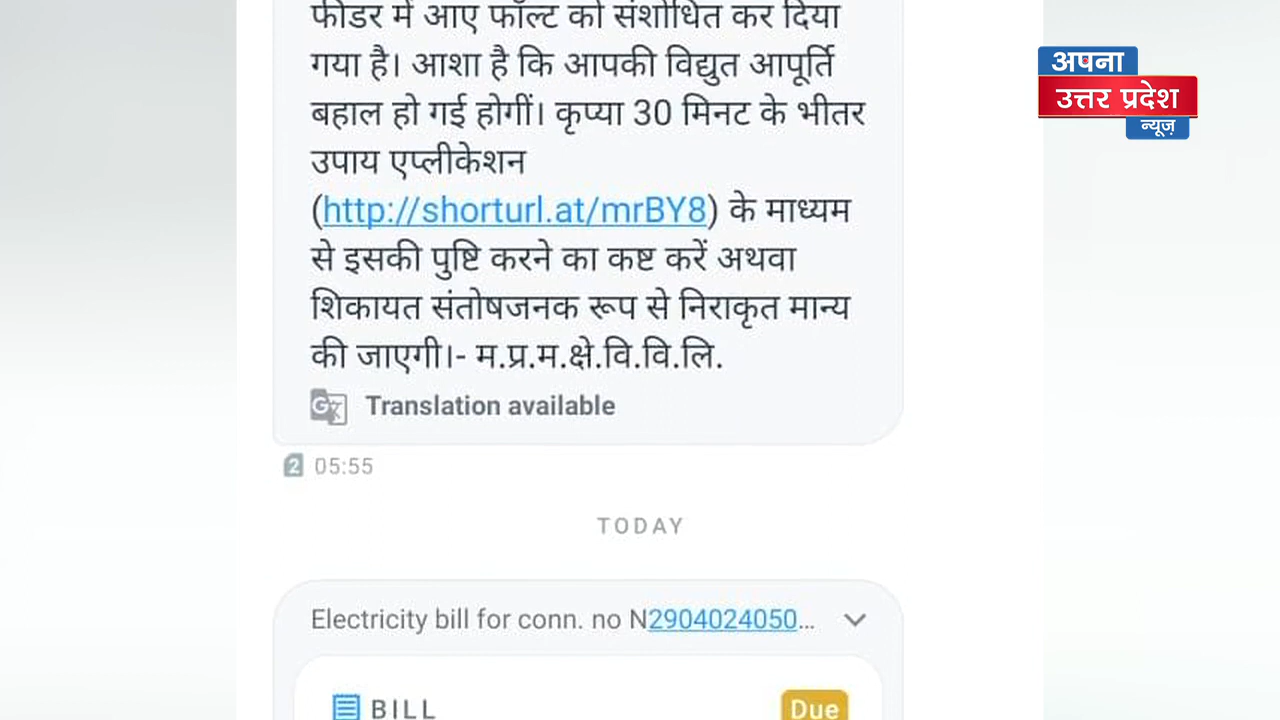 फीडर में आए फॉल्ट को संशोधित कर दिया
गया है। आशा है कि आपकी विद्युत आपूर्ति
बहाल हो गई होगीं। कृप्या 30 मिनट के भीतर
उपाय एप्लीकेशन
(http://shorturl.at/mrBY8) के माध्यम
से इसकी पुष्टि करने का कष्ट करें अथवा
शिकायत संतोषजनक रूप से निराकृत मान्य
की जाएगी।- म.प्र.म.क्षे.वि.वि.लि.
Translation available
2 05:55
TODAY
Electricity bill for conn. no N2904024050...
BILL
Due
अपना
उत्तर प्रदेश
न्यूज़